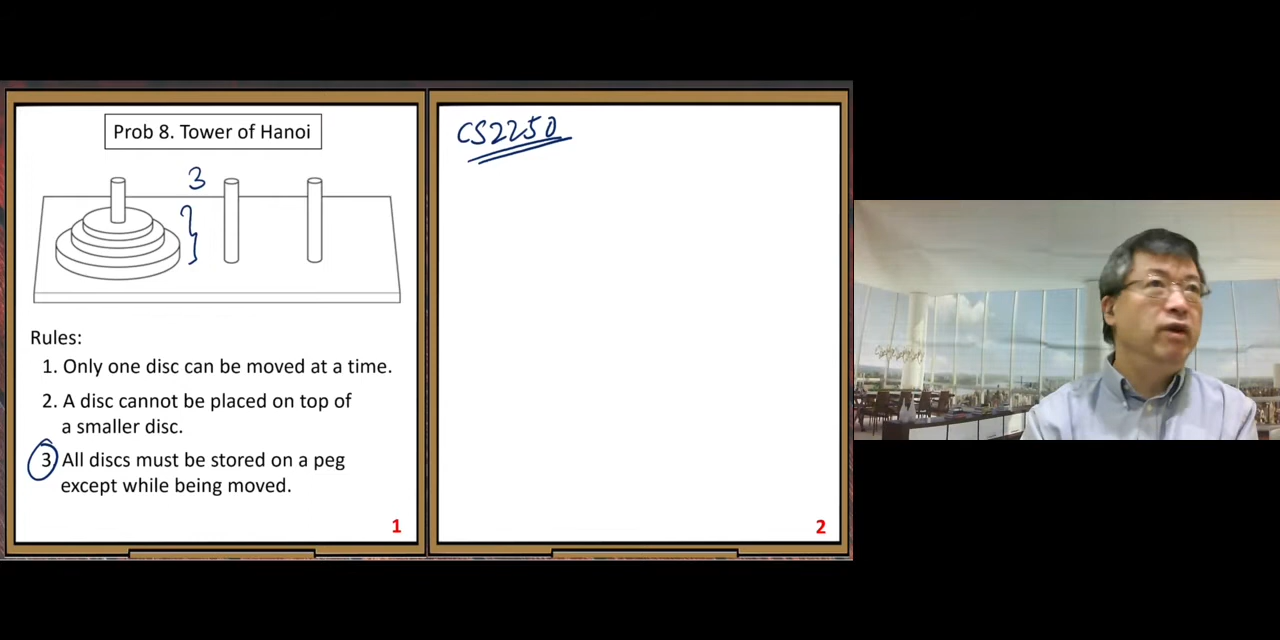 Prob 8. Tower of Hanoi
3
Rules:
1. Only one disc can be moved at a time.
2. A disc cannot be placed on top of
a smaller disc.
3. All discs must be stored on a peg
except while being moved.
1
CS2250
2